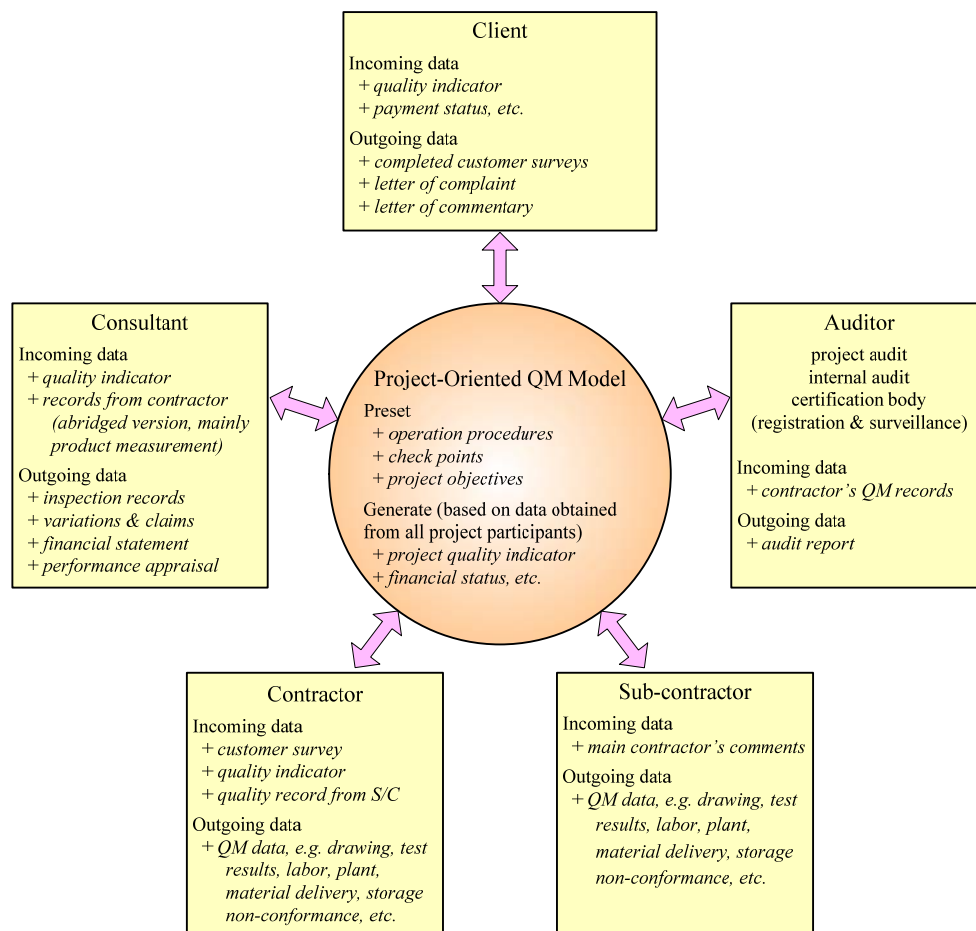 Client
Incoming data
+ quality indicator
+ payment status, etc.
Outgoing data
+ completed customer surveys
+ letter of complaint
+ letter of commentary
Consultant
Incoming data
+ quality indicator
+ records from contractor
(abridged version, mainly
product measurement)
Outgoing data
+ inspection records
+ variations & claims
+ financial statement
+ performance appraisal
Project-Oriented QM Model
Preset
+ operation procedures
+ check points
+ project objectives
Generate (based on data obtained
from all project participants)
+ project quality indicator
+ financial status, etc.
Auditor
project audit
internal audit
certification body
(registration & surveillance)
Incoming data
+ contractor's QM records
Outgoing data
+ audit report
Contractor
Incoming data
+ customer survey
+ quality indicator
+ quality record from S/C
Outgoing data
+ QM data, e.g. drawing, test
results, labor, plant,
material delivery, storage
non-conformance, etc.
Sub-contractor
Incoming data
+ main contractor's comments
Outgoing data
+ QM data, e.g. drawing, test
results, labor, plant,
material delivery, storage
non-conformance, etc.